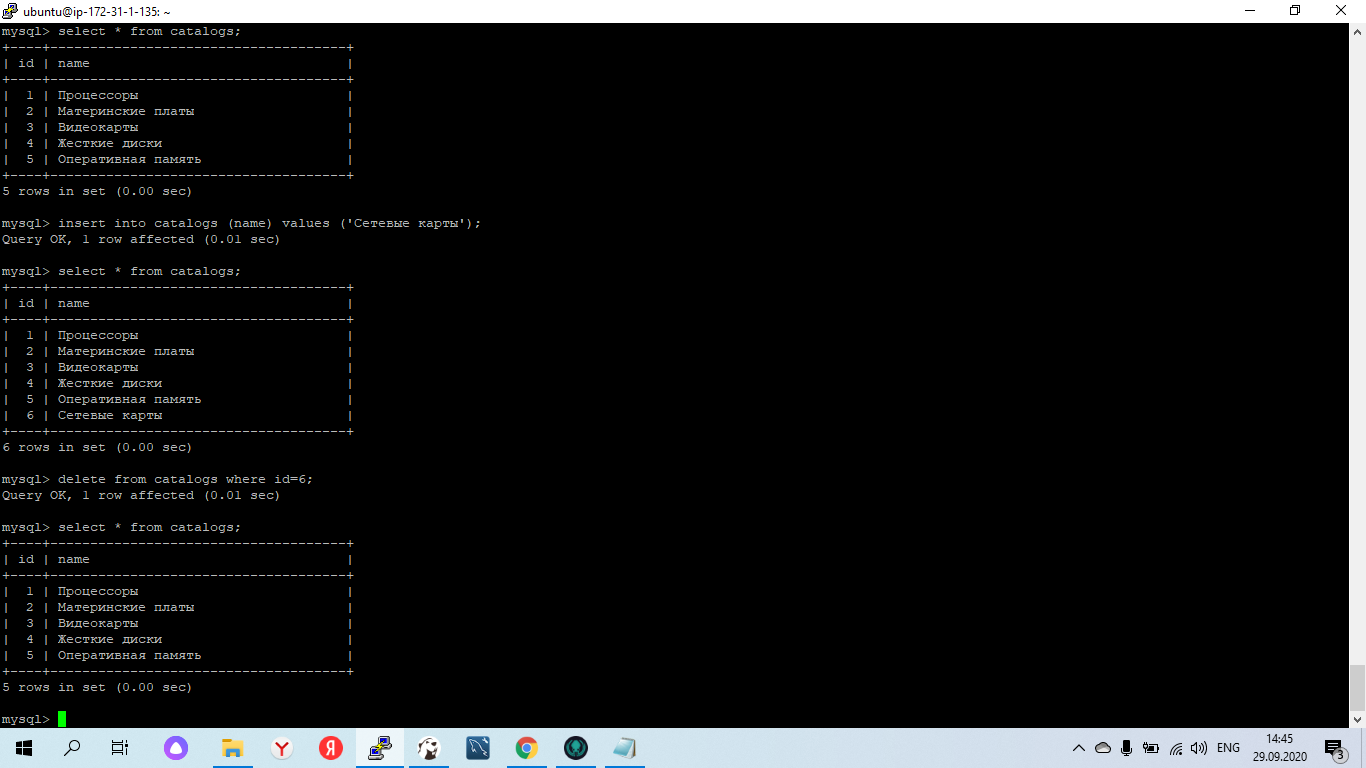 ubuntu@ip-172-31-1-135: ~
mysql> select * from catalogs;
+----+-------------------------------------+
| id | name                                |
+----+-------------------------------------+
|  1 | Процессоры                          |
|  2 | Материнские платы                   |
|  3 | Видеокарты                          |
|  4 | Жесткие диски                       |
|  5 | Оперативная память                  |
+----+-------------------------------------+
5 rows in set (0.00 sec)
mysql> insert into catalogs (name) values ('Сетевые карты');
Query OK, 1 row affected (0.01 sec)
mysql> select * from catalogs;
+----+-------------------------------------+
| id | name                                |
+----+-------------------------------------+
|  1 | Процессоры                          |
|  2 | Материнские платы                   |
|  3 | Видеокарты                          |
|  4 | Жесткие диски                       |
|  5 | Оперативная память                  |
|  6 | Сетевые карты                       |
+----+-------------------------------------+
6 rows in set (0.00 sec)
mysql> delete from catalogs where id=6;
Query OK, 1 row affected (0.01 sec)
mysql> select * from catalogs;
+----+-------------------------------------+
| id | name                                |
+----+-------------------------------------+
|  1 | Процессоры                          |
|  2 | Материнские платы                   |
|  3 | Видеокарты                          |
|  4 | Жесткие диски                       |
|  5 | Оперативная память                  |
+----+-------------------------------------+
5 rows in set (0.00 sec)
mysql>
Y
Я
ENG
14:45
29.09.2020
3